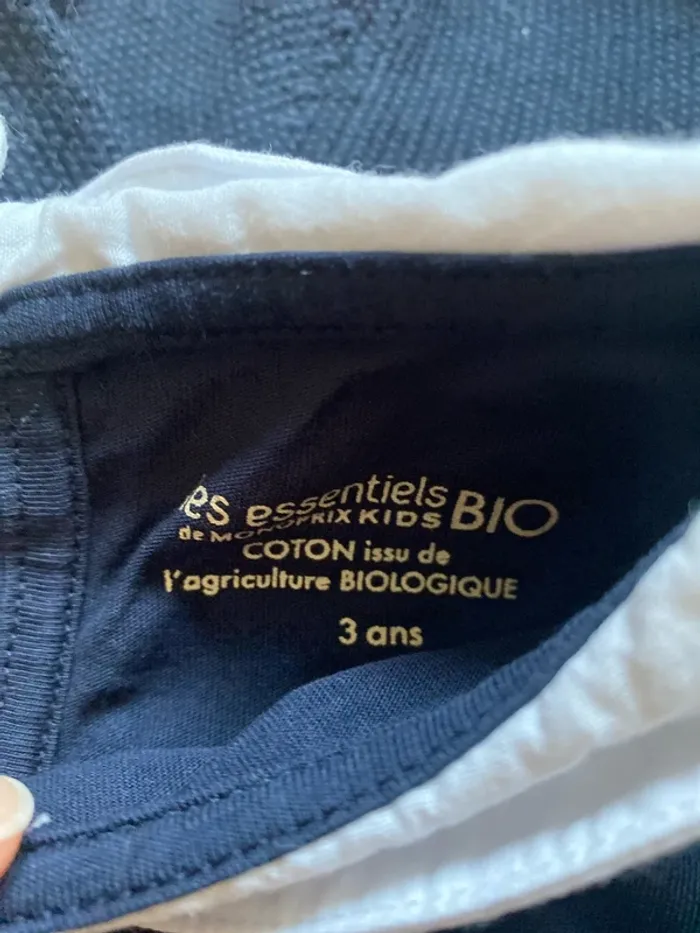 les essentiels BIO
de MONOPRIX KIDS
COTON issu de
l'agriculture BIOLOGIQUE
3 ans